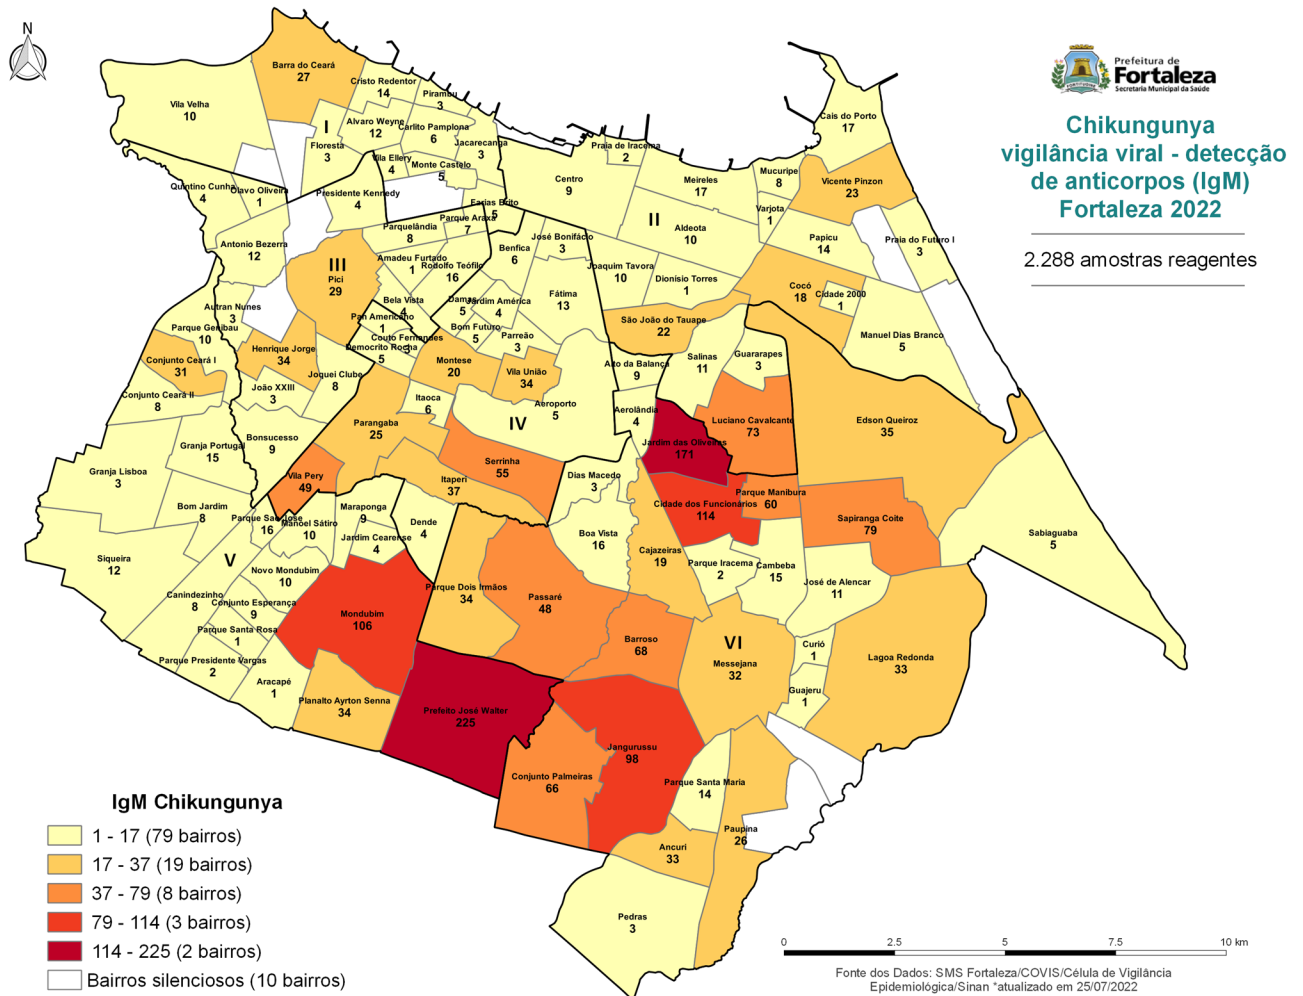 N
Prefeitura de
Fortaleza
Secretaria Municipal da Saúde
Chikungunya
vigilância viral - detecção
de anticorpos (IgM)
Fortaleza 2022
2.288 amostras reagentes
Barra do Ceará
27
Vila Velha
10
Cristo Redentor
14
Pirambu
3
I
Floresta
3
Alvaro Weyne
12
Carlito Pamplona
6
Jacarecanga
3
Vila Ellery
4
Monte Castelo
5
Quintino Cunha
4
Olavo Oliveira
1
Presidente Kennedy
4
Farias Brito
5
Parque Araxá
7
Parquelândia
8
Antonio Bezerra
12
Amadeu Furtado
1
Rodolfo Teófilo
16
III
Pici
29
Bela Vista
4
Pan Americano
1
Couto Fernandes
3
Democrito Rocha
5
Autran Nunes
3
Parque Genibau
10
Henrique Jorge
34
Conjunto Ceará I
31
Joquei Clube
8
João XXIII
3
Conjunto Ceará II
8
Bonsucesso
9
Granja Portugal
15
Granja Lisboa
3
Bom Jardim
8
Siqueira
12
Praia de Iracema
2
Centro
9
Meireles
17
Mucuripe
8
Cais do Porto
17
Vicente Pinzon
23
Varjota
1
II
Aldeota
10
Papicu
14
Praia do Futuro I
3
José Bonifácio
3
Benfica
6
Joaquim Tavora
10
Dionísio Torres
1
Cocó
18
Cidade 2000
1
Fátima
13
Damas
5
Jardim América
4
Bom Futuro
5
Parreão
3
São João do Tauape
22
Manuel Dias Branco
5
Salinas
11
Guararapes
3
Alto da Balança
9
Montese
20
Vila União
34
Aeroporto
5
Itaoca
6
IV
Parangaba
25
Aerolândia
4
Luciano Cavalcante
73
Edson Queiroz
35
Jardim das Oliveiras
171
Serrinha
55
Vila Pery
49
Itaperi
37
Dias Macedo
3
Cidade dos Funcionários
114
Parque Manibura
60
Sapiranga Coite
79
Sabiaguaba
5
Parque Sao Jose
16
Manoel Sátiro
10
Maraponga
9
Dende
4
Jardim Cearense
4
V
Boa Vista
16
Cajazeiras
19
Parque Iracema
2
Cambeba
15
José de Alencar
11
Novo Mondubim
10
Canindezinho
8
Conjunto Esperança
9
Mondubim
106
Parque Dois Irmãos
34
Passaré
48
Barroso
68
VI
Messejana
32
Curió
1
Lagoa Redonda
33
Guajeru
1
Parque Santa Rosa
1
Parque Presidente Vargas
2
Aracapé
1
Planalto Ayrton Senna
34
Prefeito José Walter
225
Jangurussu
98
Conjunto Palmeiras
66
Parque Santa Maria
14
Paupina
26
Ancuri
33
Pedras
3
IgM Chikungunya
1 - 17 (79 bairros)
17 - 37 (19 bairros)
37 - 79 (8 bairros)
79 - 114 (3 bairros)
114 - 225 (2 bairros)
Bairros silenciosos (10 bairros)
0 2.5 5 7.5 10 km
Fonte dos Dados: SMS Fortaleza/COVIS/Célula de Vigilância
Epidemiológica/Sinan *atualizado em 25/07/2022